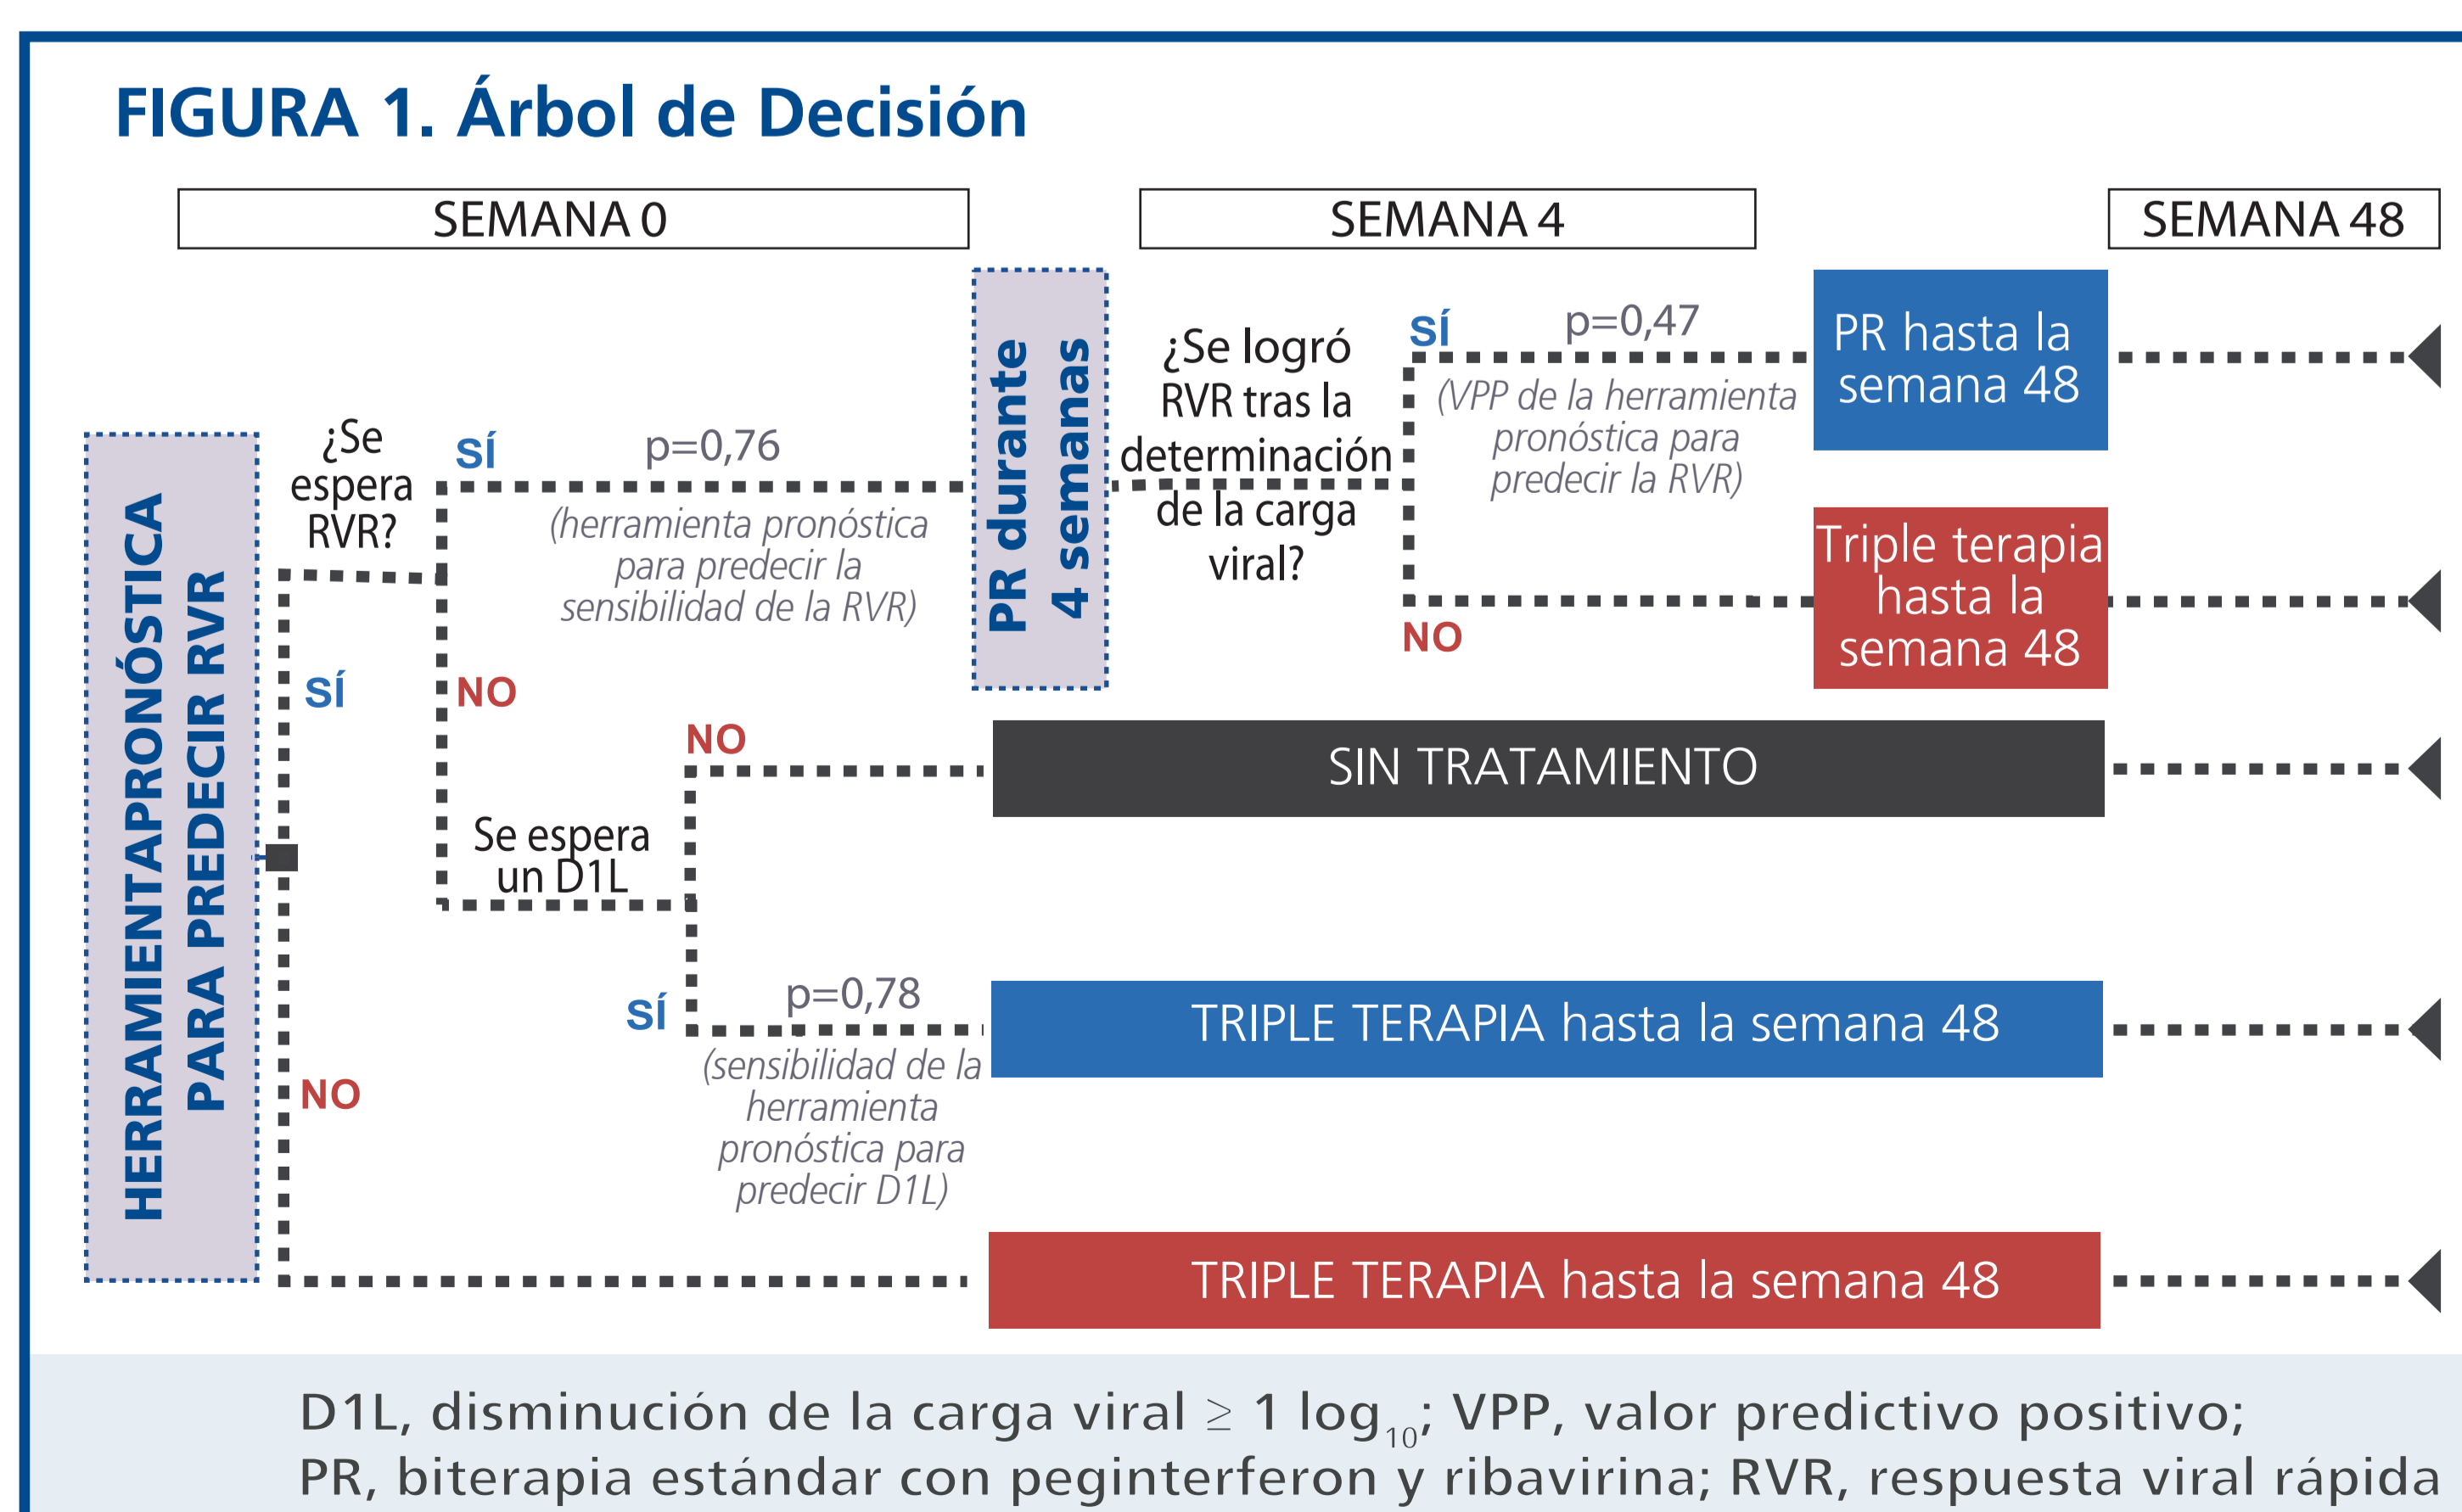 FIGURA 1. Árbol de Decisión
SEMANA 0
SEMANA 4
SEMANA 48
HERRAMIENTAPRONÓSTICA
PARA PREDECIR RVR
SÍ
NO
¿Se
espera
RVR?
SÍ
p=0,76
(herramienta pronóstica
para predecir la
sensibilidad de la RVR)
NO
PR durante
4 semanas
¿Se logró
RVR tras la
determinación
de la carga
viral?
SÍ
p=0,47
(VPP de la herramienta
pronóstica para
predecir la RVR)
NO
PR hasta la
semana 48
Triple terapia
hasta la
semana 48
Se espera
un D1L
NO
SIN TRATAMIENTO
SÍ
p=0,78
(sensibilidad de la
herramienta
pronóstica para
predecir D1L)
TRIPLE TERAPIA hasta la semana 48
TRIPLE TERAPIA hasta la semana 48
D1L, disminución de la carga viral ≥ 1 log₁₀; VPP, valor predictivo positivo;
PR, biterapia estándar con peginterferon y ribavirina; RVR, respuesta viral rápida